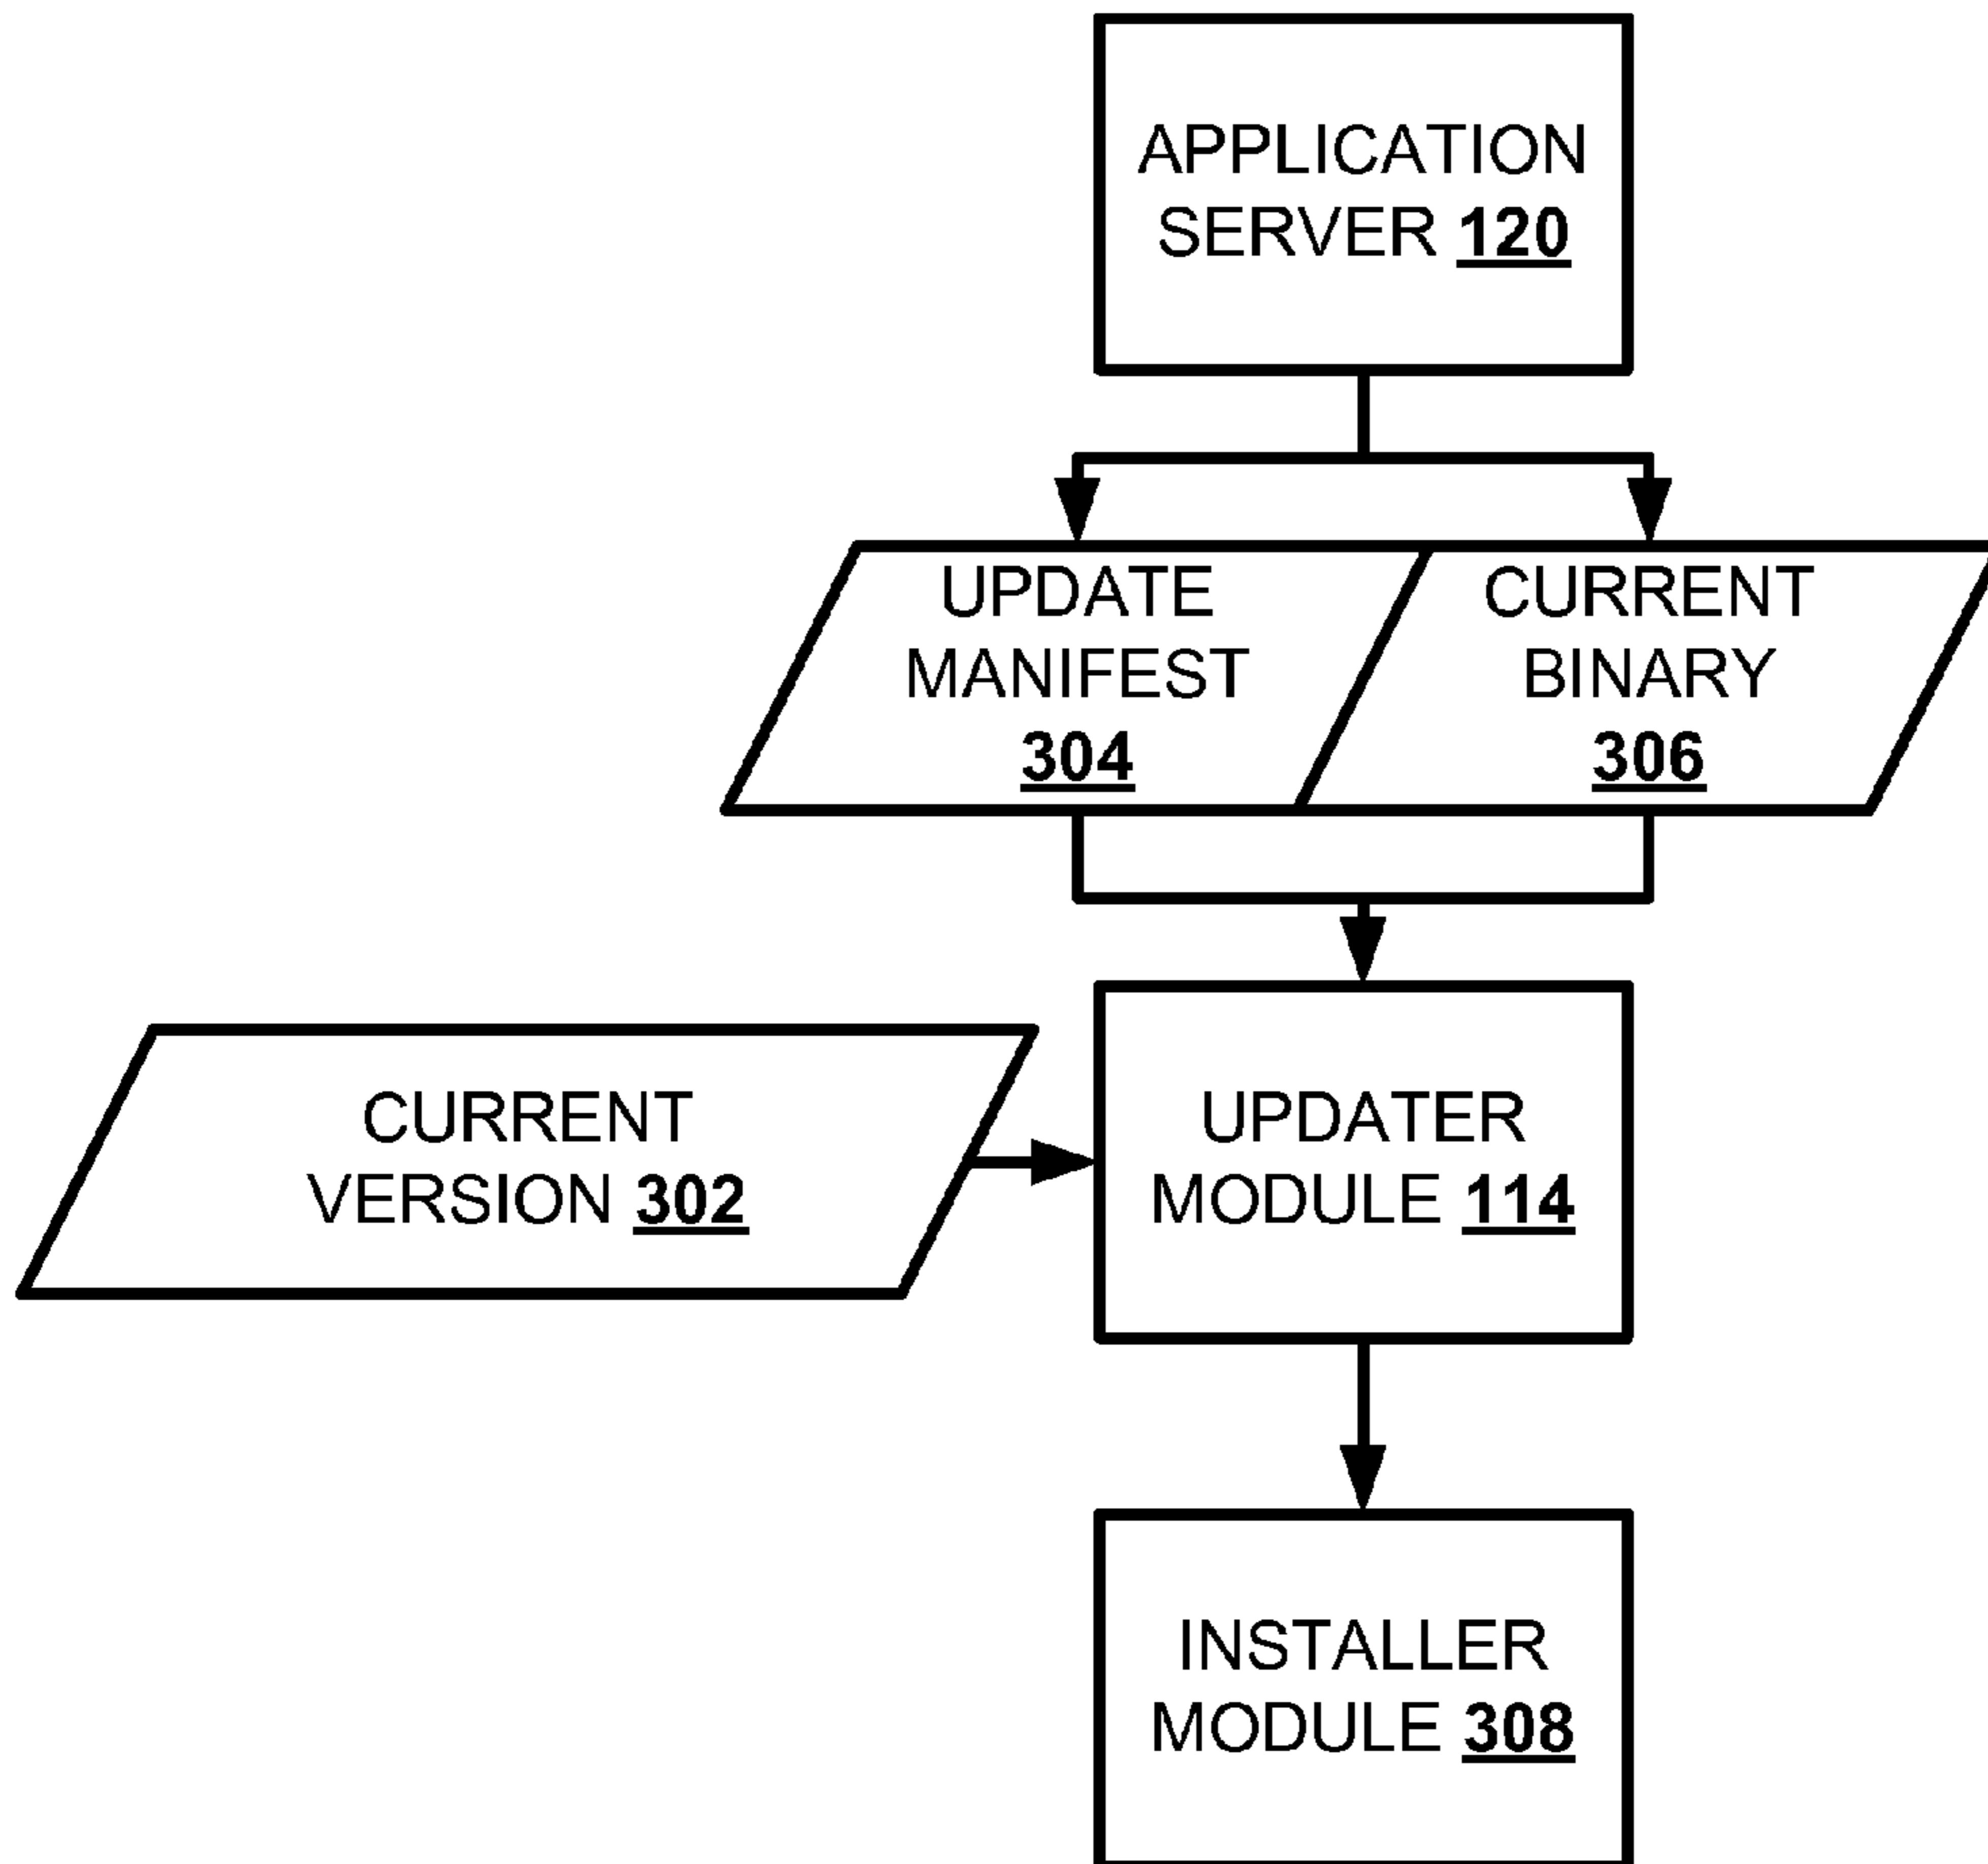 APPLICATION
SERVER 120
UPDATE
MANIFEST
304
CURRENT
BINARY
306
CURRENT
VERSION 302
UPDATER
MODULE 114
INSTALLER
MODULE 308